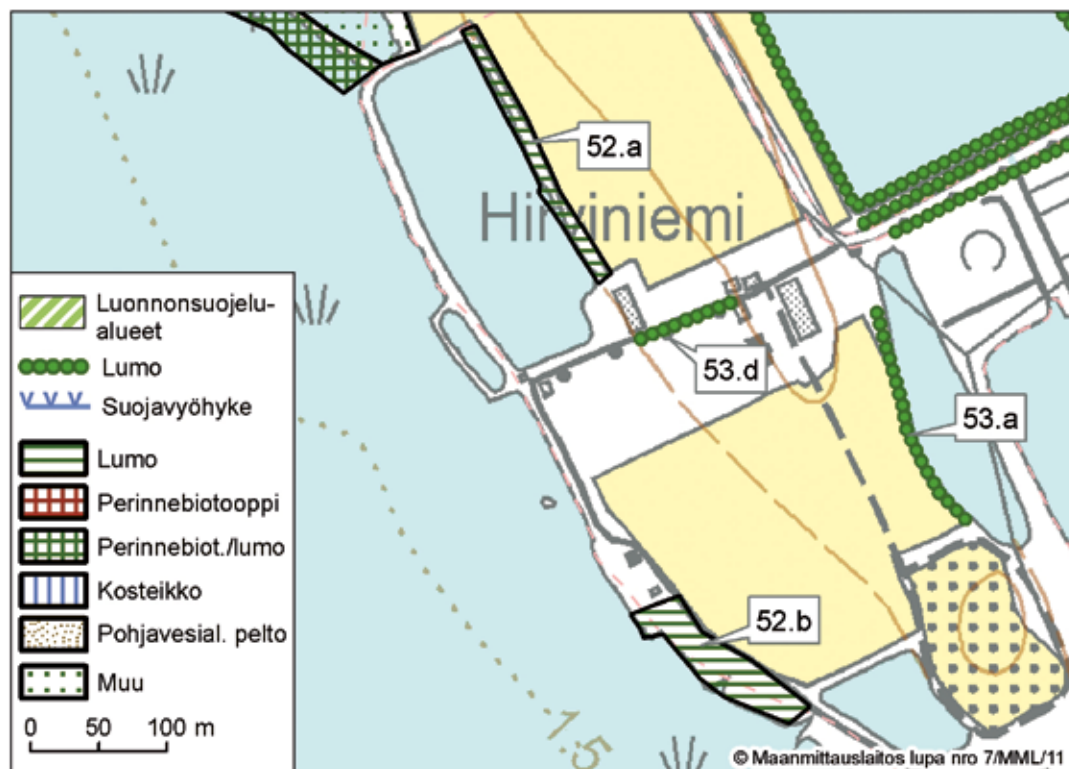 52.a
Hirviniemi
Luonnonsuojelu-
alueet
Lumo
53.d
Suojavyöhyke
53.a
Lumo
Perinnebiotooppi
Perinnebiot./lumo
Kosteikko
Pohjavesial. pelto
52.b
Muu
0 50 100 m
1.5
© Maanmittauslaitos lupa nro 7/MML/11